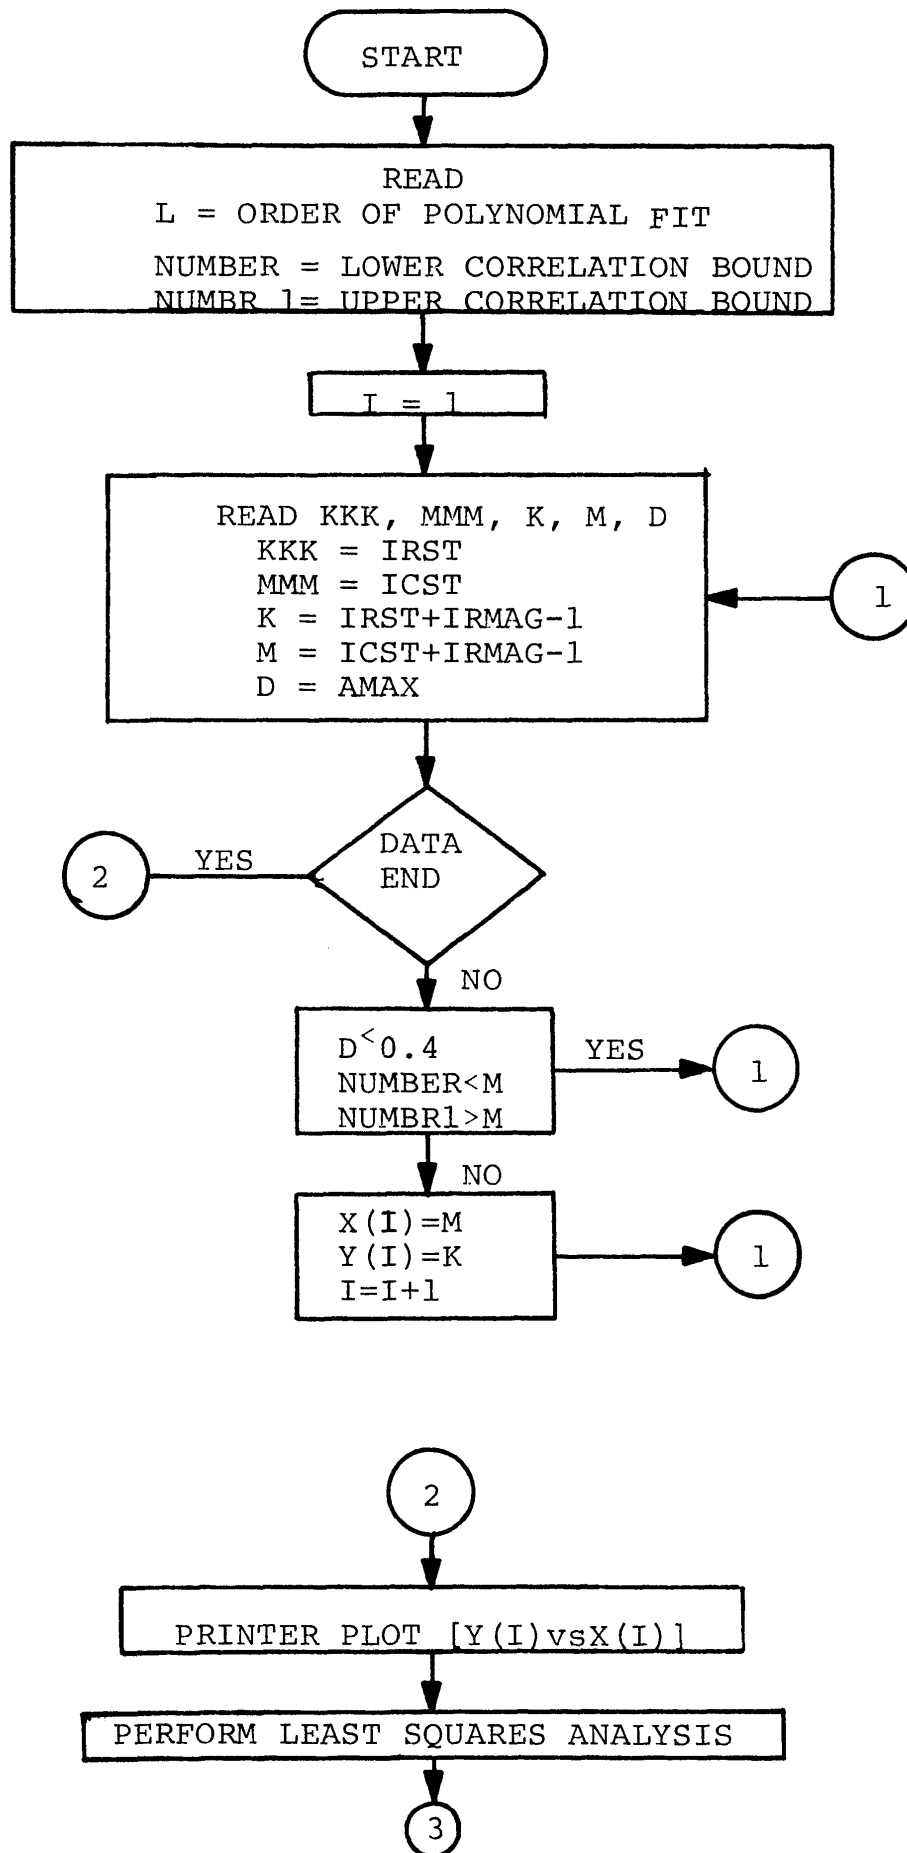 START
READ
L = ORDER OF POLYNOMIAL FIT
NUMBER = LOWER CORRELATION BOUND
NUMBR 1= UPPER CORRELATION BOUND
I = 1
READ KKK, MMM, K, M, D
KKK = IRST
MMM = ICST
K = IRST+IRMAG-1
M = ICST+IRMAG-1
D = AMAX
1
DATA
END
YES
2
NO
D<0.4
NUMBER<M
NUMBR1>M
YES
1
NO
X(I)=M
Y(I)=K
I=I+1
1
2
PRINTER PLOT [Y(I)vsX(I)]
PERFORM LEAST SQUARES ANALYSIS
3